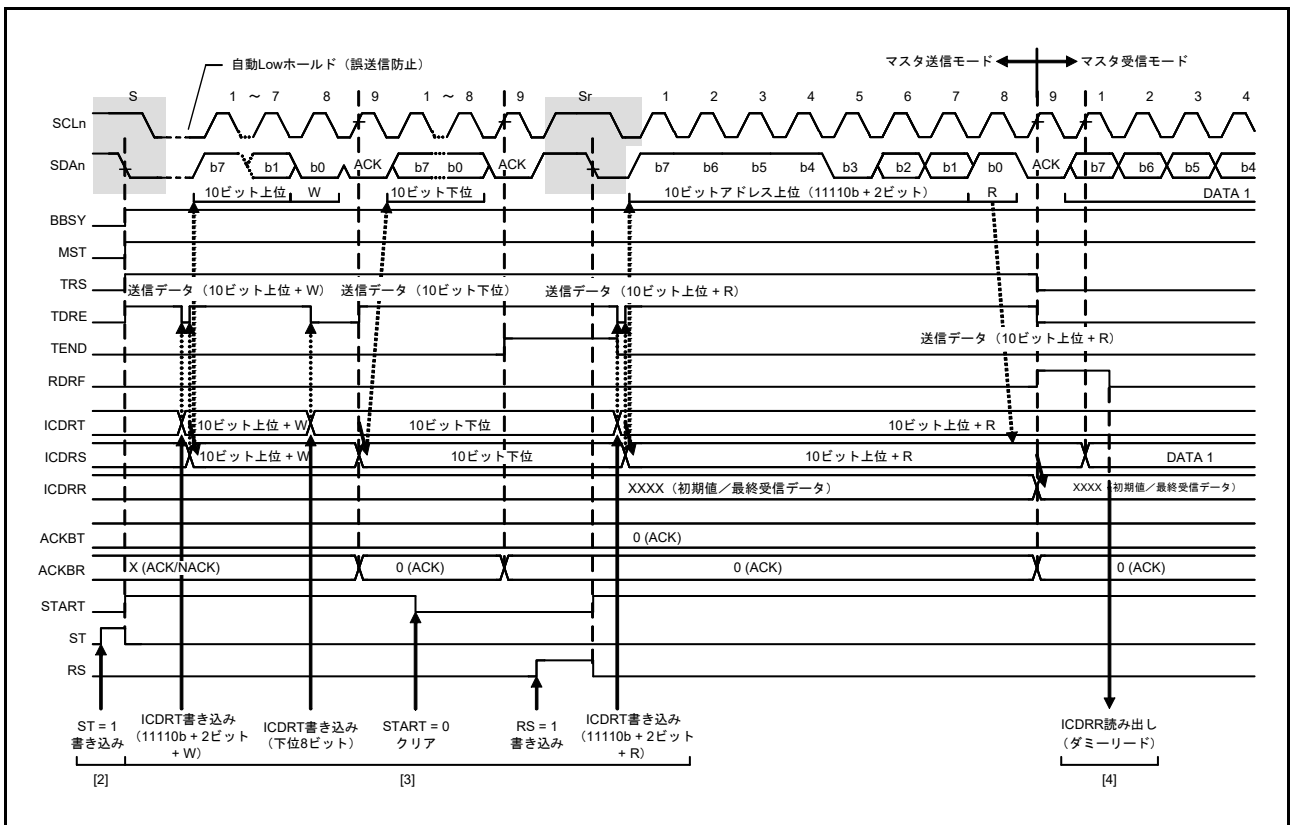 自動Lowホールド（誤送信防止）
マスタ送信モード マスタ受信モード
S 1 ～ 7 8 9 1 ～ 8 9 Sr 1 2 3 4 5 6 7 8 9 1 2 3 4
SCLn
SDAn b7 b1 b0 ACK b7 b0 ACK b7 b6 b5 b4 b3 b2 b1 b0 ACK b7 b6 b5 b4
10ビット上位 W 10ビット下位 10ビットアドレス上位（11110b + 2ビット） R DATA 1
BBSY
MST
TRS
送信データ（10ビット上位 + W） 送信データ（10ビット下位） 送信データ（10ビット上位 + R）
TDRE
送信データ（10ビット上位 + R）
TEND
RDRF
ICDRT 10ビット上位 + W 10ビット下位 10ビット上位 + R
ICDRS 10ビット上位 + W 10ビット下位 10ビット上位 + R DATA 1
ICDRR XXXX（初期値／最終受信データ） XXXX（初期値／最終受信データ）
ACKBT 0 (ACK)
ACKBR X (ACK/NACK) 0 (ACK) 0 (ACK) 0 (ACK)
START
ST
RS
ST = 1
書き込み
ICDRT書き込み
（11110b + 2ビット
+ W）
ICDRT書き込み
（下位8ビット）
START = 0
クリア
RS = 1
書き込み
ICDRT書き込み
（11110b + 2ビット
+ R）
ICDRR読み出し
（ダミーリード）
[2] [3] [4]